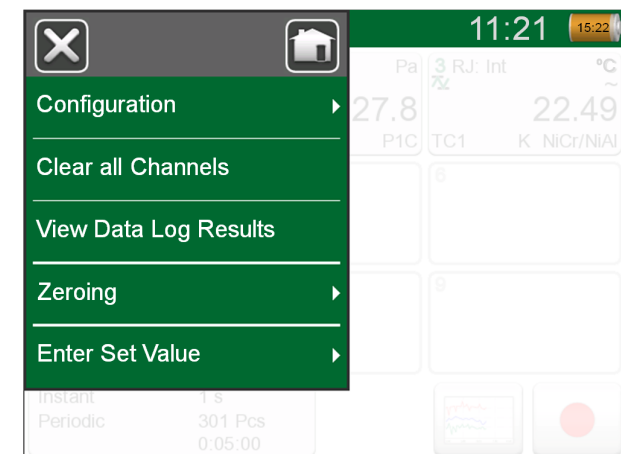 11:21 15:22
Configuration
Clear all Channels
View Data Log Results
Zeroing
Enter Set Value
Pa
27.8
P1C
3 RJ: Int °C
~
22.49
TC1 K NiCr/NiAl
6
9
Instant 1 s
Periodic 301 Pcs
0:05:00